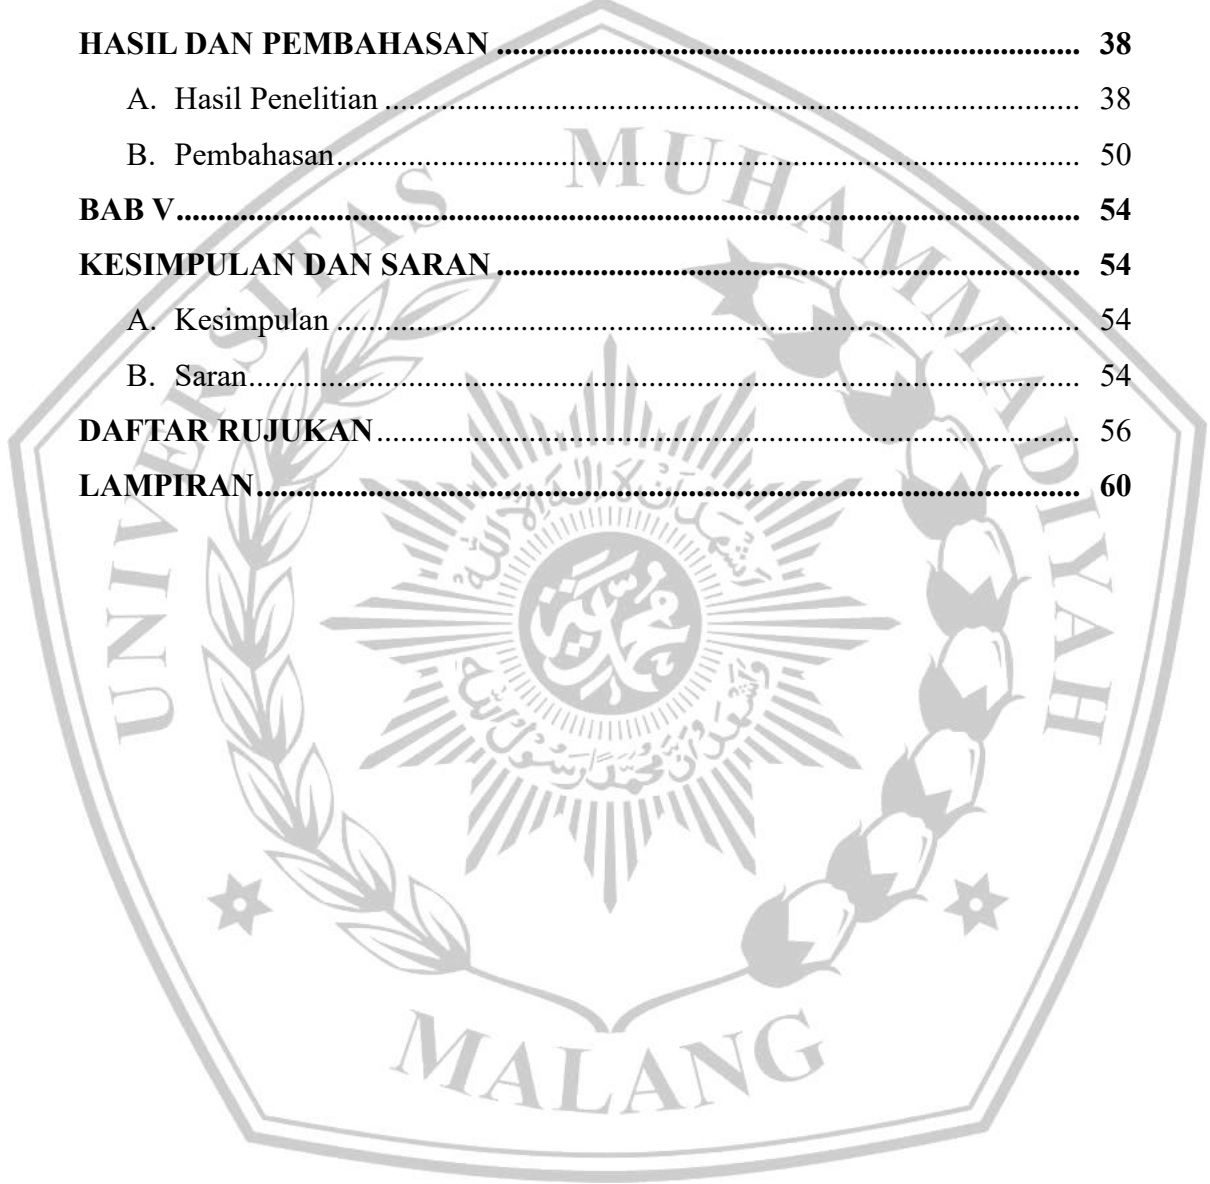 HASIL DAN PEMBAHASAN ........................................................................ 38
A. Hasil Penelitian ...................................................................................... 38
B. Pembahasan............................................................................................ 50
BAB V................................................................................................................ 54
KESIMPULAN DAN SARAN ........................................................................ 54
A. Kesimpulan ............................................................................................ 54
B. Saran....................................................................................................... 54
DAFTAR RUJUKAN....................................................................................... 56
LAMPIRAN...................................................................................................... 60
UNIVERSITAS MUHAMMADIYAH
MALANG